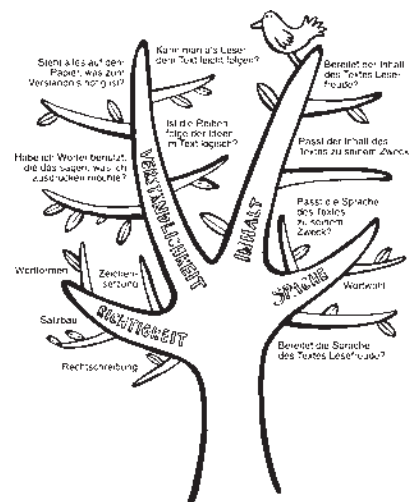 Steht alles auf dem
Papier, was zum
Verständnis nötig ist?
Kann man als Leser
dem Text leicht folgen?
Bereitet der Inhalt
des Textes Lese-
freude?
Ist die Reihen-
folge der Ideen
im Text logisch?
Habe ich Wörter benutzt,
die das sagen, was ich
ausdrücken möchte?
Passt der Inhalt des
Textes zu seinem Zweck
Passt die Sprache
des Textes
zu seinem
Zweck?
VERSTÄNDLICHKEIT
INHALT
SPRACHE
RICHTIGKEIT
Wortformen
Zeichen-
setzung
Wortwahl
Satzbau
Rechtschreibung
Bereitet die Sprache
des Textes Lesefreude?